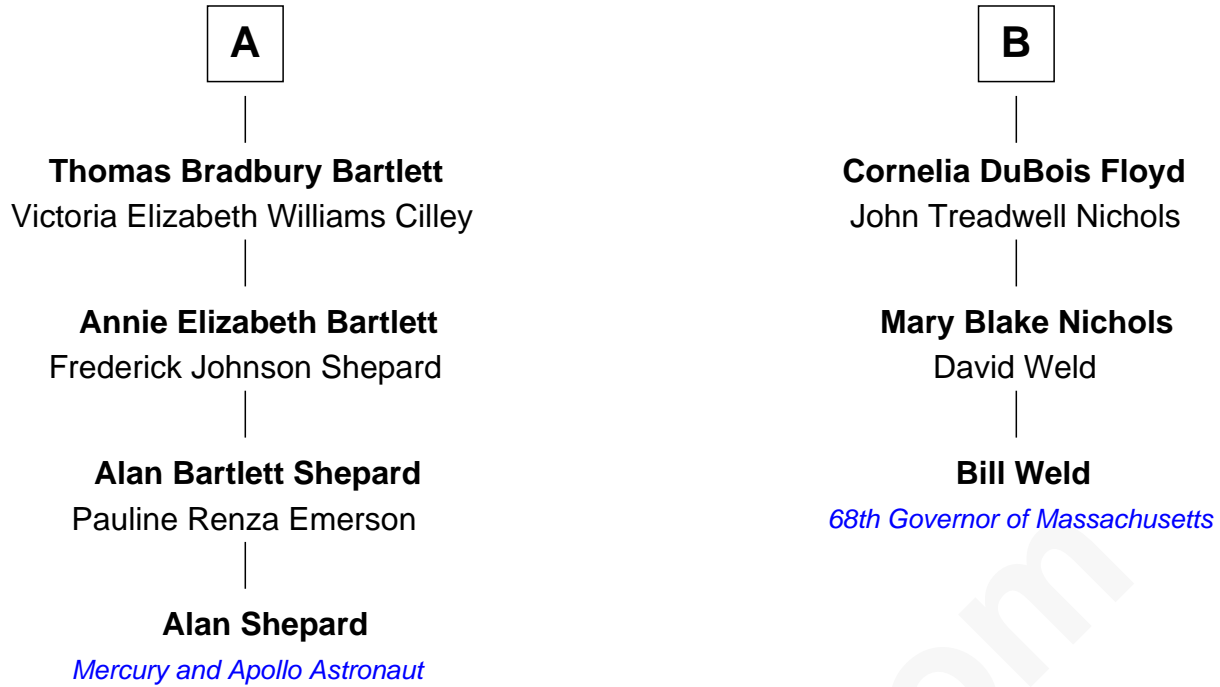 A
Thomas Bradbury Bartlett
Victoria Elizabeth Williams Cilley
Annie Elizabeth Bartlett
Frederick Johnson Shepard
Alan Bartlett Shepard
Pauline Renza Emerson
Alan Shepard
Mercury and Apollo Astronaut
B
Cornelia DuBois Floyd
John Treadwell Nichols
Mary Blake Nichols
David Weld
Bill Weld
68th Governor of Massachusetts
om